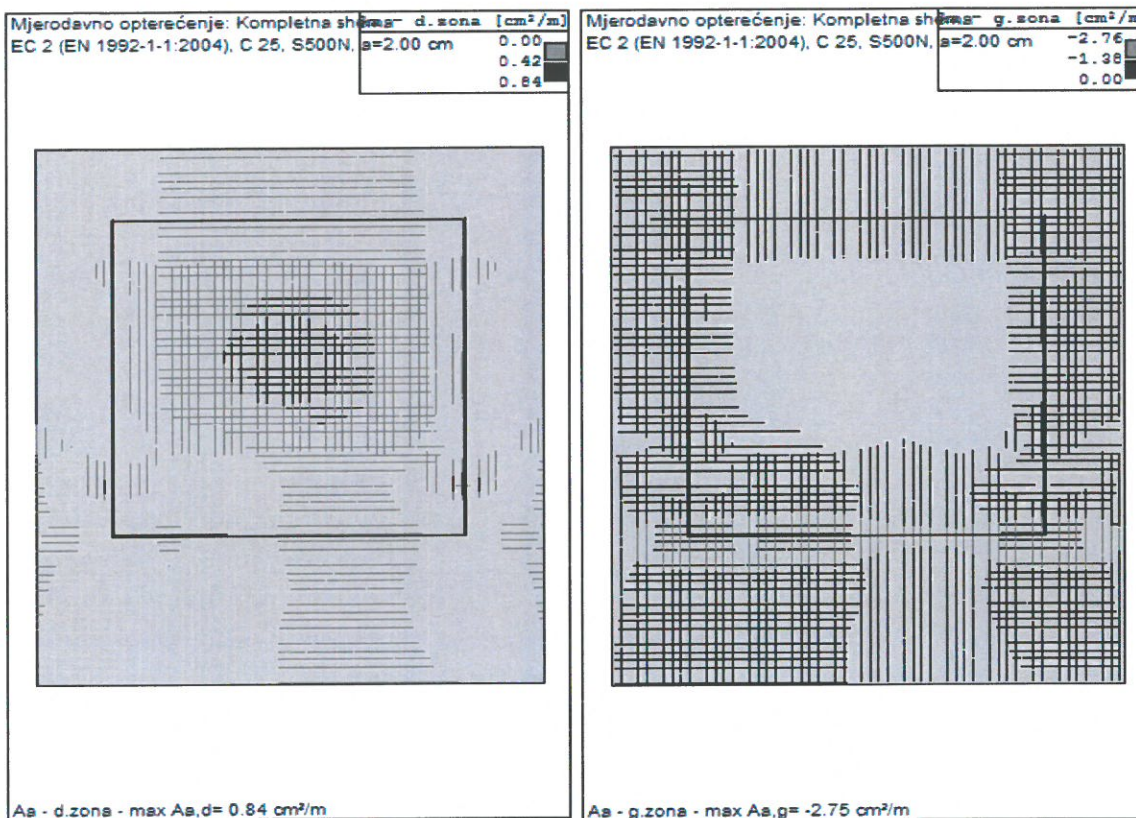 Mjerodavno opterećenje: Kompletna shema
Aa - d.zona [cm²/m]
EC 2 (EN 1992-1-1:2004), C 25, S500N, a=2.00 cm
0.00
0.42
0.84
Aa - d.zona - max Aa,d= 0.84 cm²/m
Mjerodavno opterećenje: Kompletna shema
Aa - g.zona [cm²/m]
EC 2 (EN 1992-1-1:2004), C 25, S500N, a=2.00 cm
-2.76
-1.38
0.00
Aa - g.zona - max Aa,g= -2.75 cm²/m